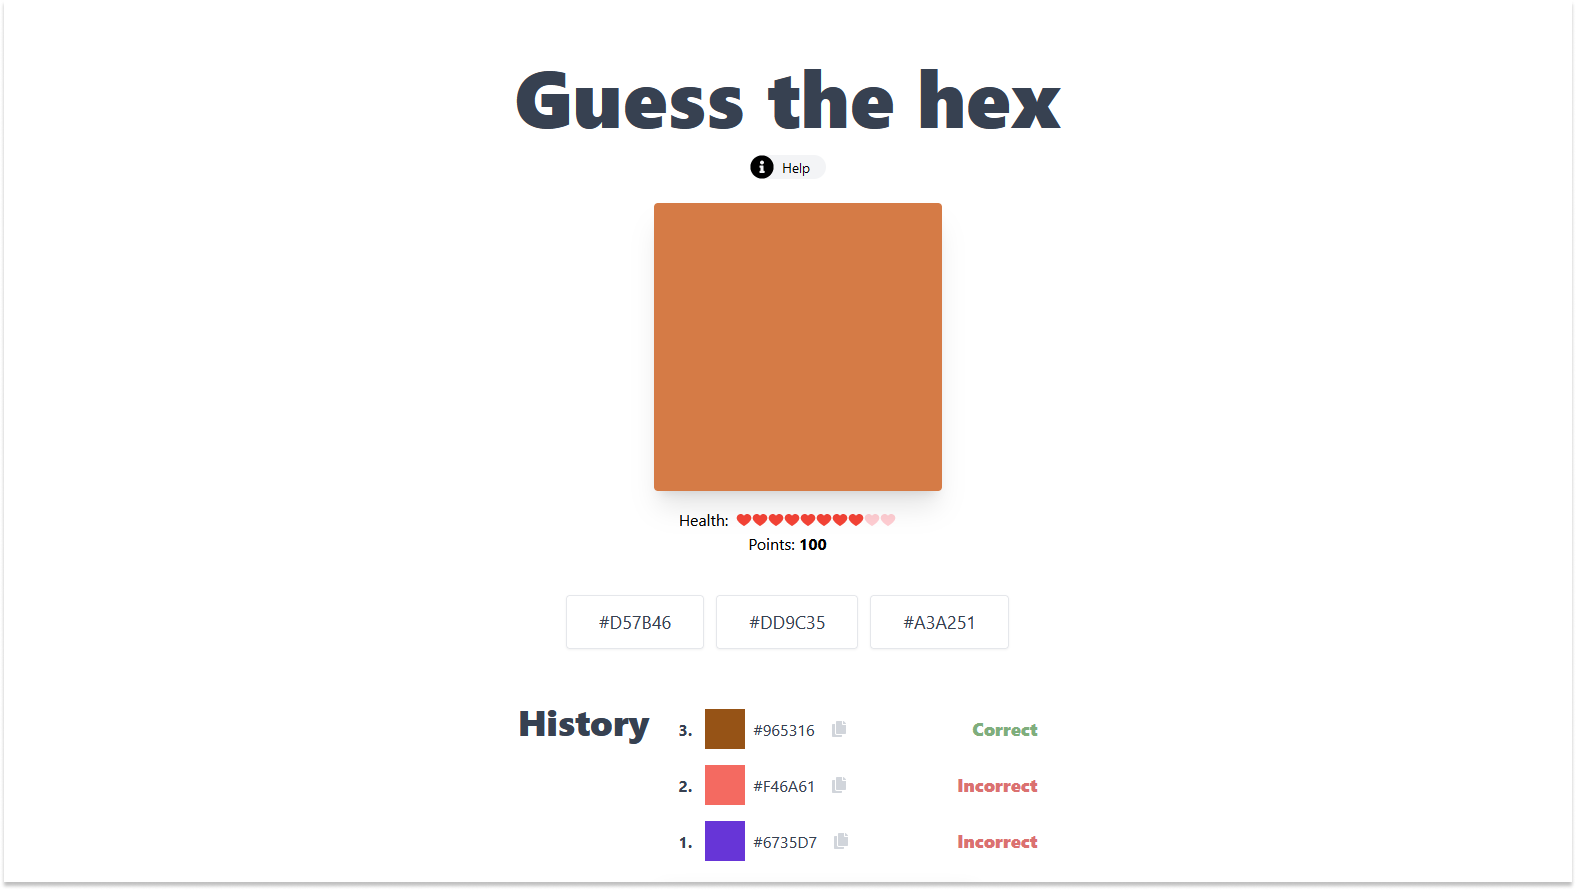 Guess the hex
Help
Health:
Points: 100
#D57B46 #DD9C35 #A3A251
History
3. #965316 Correct
2. #F46A61 Incorrect
1. #6735D7 Incorrect